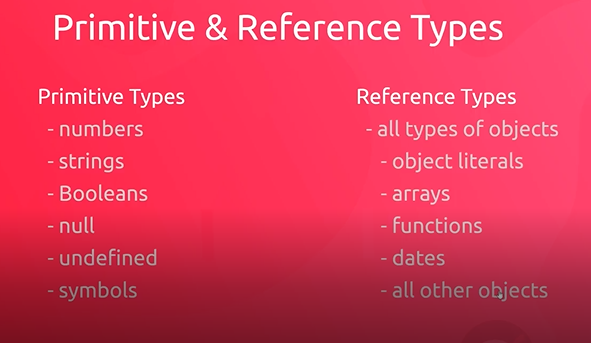 Primitive & Reference Types
Primitive Types
- numbers
- strings
- Booleans
- null
- undefined
- symbols
Reference Types
- all types of objects
- object literals
- arrays
- functions
- dates
- all other objects